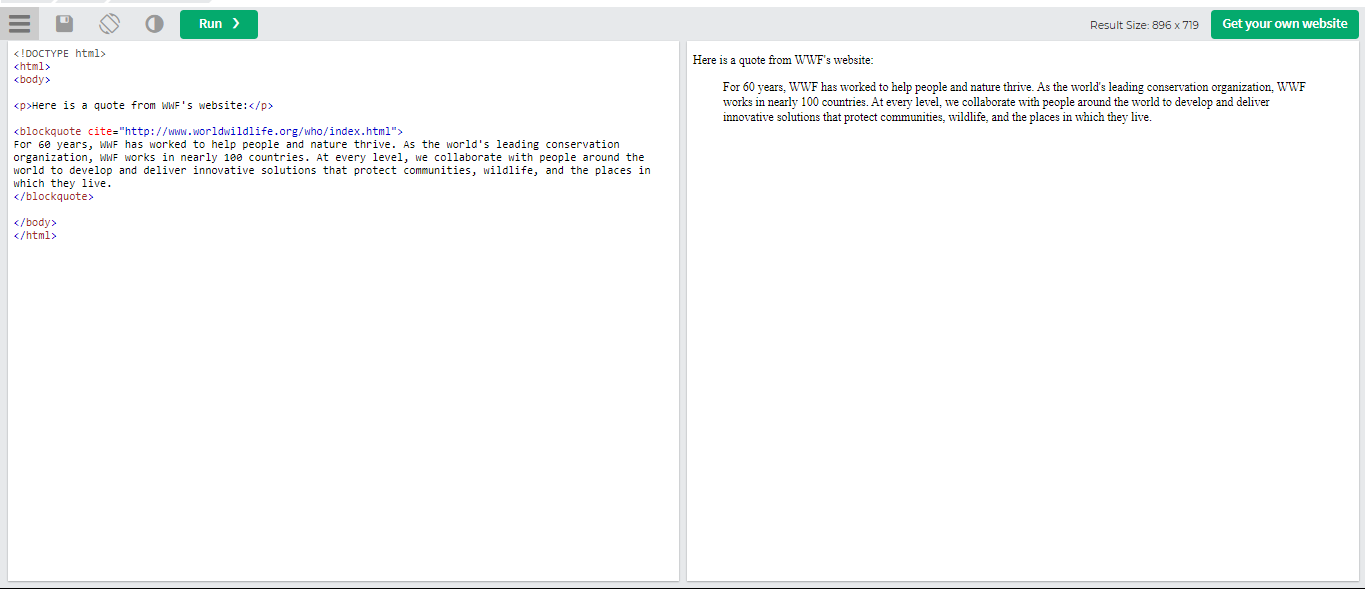 Run ❯
Result Size: 896 x 719
Get your own website
<!DOCTYPE html>
<html>
<body>
<p>Here is a quote from WWF's website:</p>
<blockquote cite="http://www.worldwildlife.org/who/index.html">
For 60 years, WWF has worked to help people and nature thrive. As the world's leading conservation
organization, WWF works in nearly 100 countries. At every level, we collaborate with people around the
world to develop and deliver innovative solutions that protect communities, wildlife, and the places in
which they live.
</blockquote>
</body>
</html>
Here is a quote from WWF's website:
For 60 years, WWF has worked to help people and nature thrive. As the world's leading conservation organization, WWF
works in nearly 100 countries. At every level, we collaborate with people around the world to develop and deliver
innovative solutions that protect communities, wildlife, and the places in which they live.